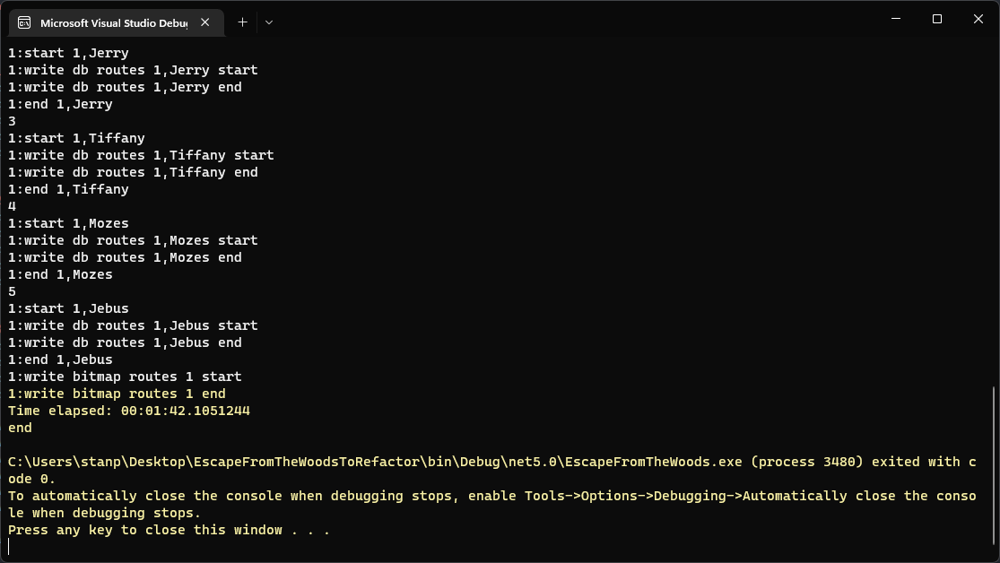 Microsoft Visual Studio Debu
1:start 1,Jerry
1:write db routes 1,Jerry start
1:write db routes 1,Jerry end
1:end 1,Jerry
3
1:start 1,Tiffany
1:write db routes 1,Tiffany start
1:write db routes 1,Tiffany end
1:end 1,Tiffany
4
1:start 1,Mozes
1:write db routes 1,Mozes start
1:write db routes 1,Mozes end
1:end 1,Mozes
5
1:start 1,Jebus
1:write db routes 1,Jebus start
1:write db routes 1,Jebus end
1:end 1,Jebus
1:write bitmap routes 1 start
1:write bitmap routes 1 end
Time elapsed: 00:01:42.1051244
end
C:\Users\stanp\Desktop\EscapeFromTheWoodsToRefactor\bin\Debug\net5.0\EscapeFromTheWoods.exe (process 3480) exited with c
ode 0.
To automatically close the console when debugging stops, enable Tools->Options->Debugging->Automatically close the conso
le when debugging stops.
Press any key to close this window . . .